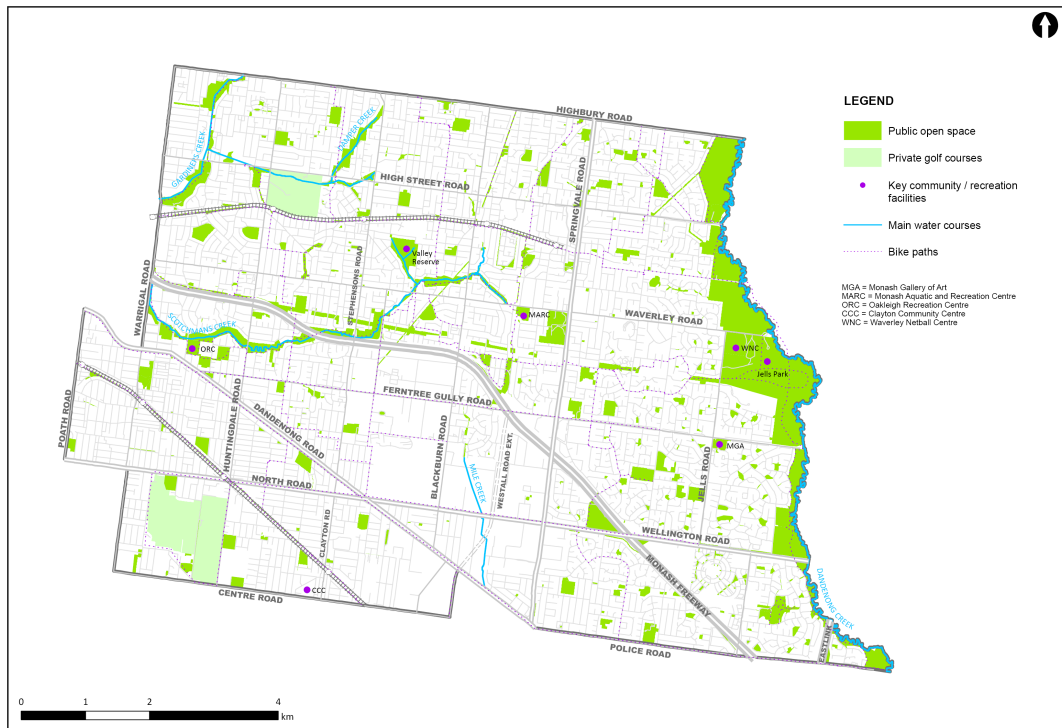 HIGHBURY ROAD
GARDINERS CREEK
DAMPER CREEK
HIGH STREET ROAD
SPRINGVALE ROAD
Valley
Reserve
STEPHENSONS ROAD
WARRIGAL ROAD
SCOTCHMANS CREEK
MARC
WAVERLEY ROAD
ORC
WNC
Jells Park
FERNTREE GULLY ROAD
POATH ROAD
HUNTINGDALE ROAD
DANDENONG ROAD
BLACKBURN ROAD
MGA
JELLS ROAD
MILE CREEK
WESTALL ROAD EXT.
NORTH ROAD
CLAYTON RD
WELLINGTON ROAD
MONASH FREEWAY
CCC
CENTRE ROAD
DANDENONG CREEK
EASTLINK
POLICE ROAD
LEGEND
Public open space
Private golf courses
Key community / recreation
facilities
Main water courses
Bike paths
MGA = Monash Gallery of Art
MARC = Monash Aquatic and Recreation Centre
ORC = Oakleigh Recreation Centre
CCC = Clayton Community Centre
WNC = Waverley Netball Centre
0 1 2 4
km